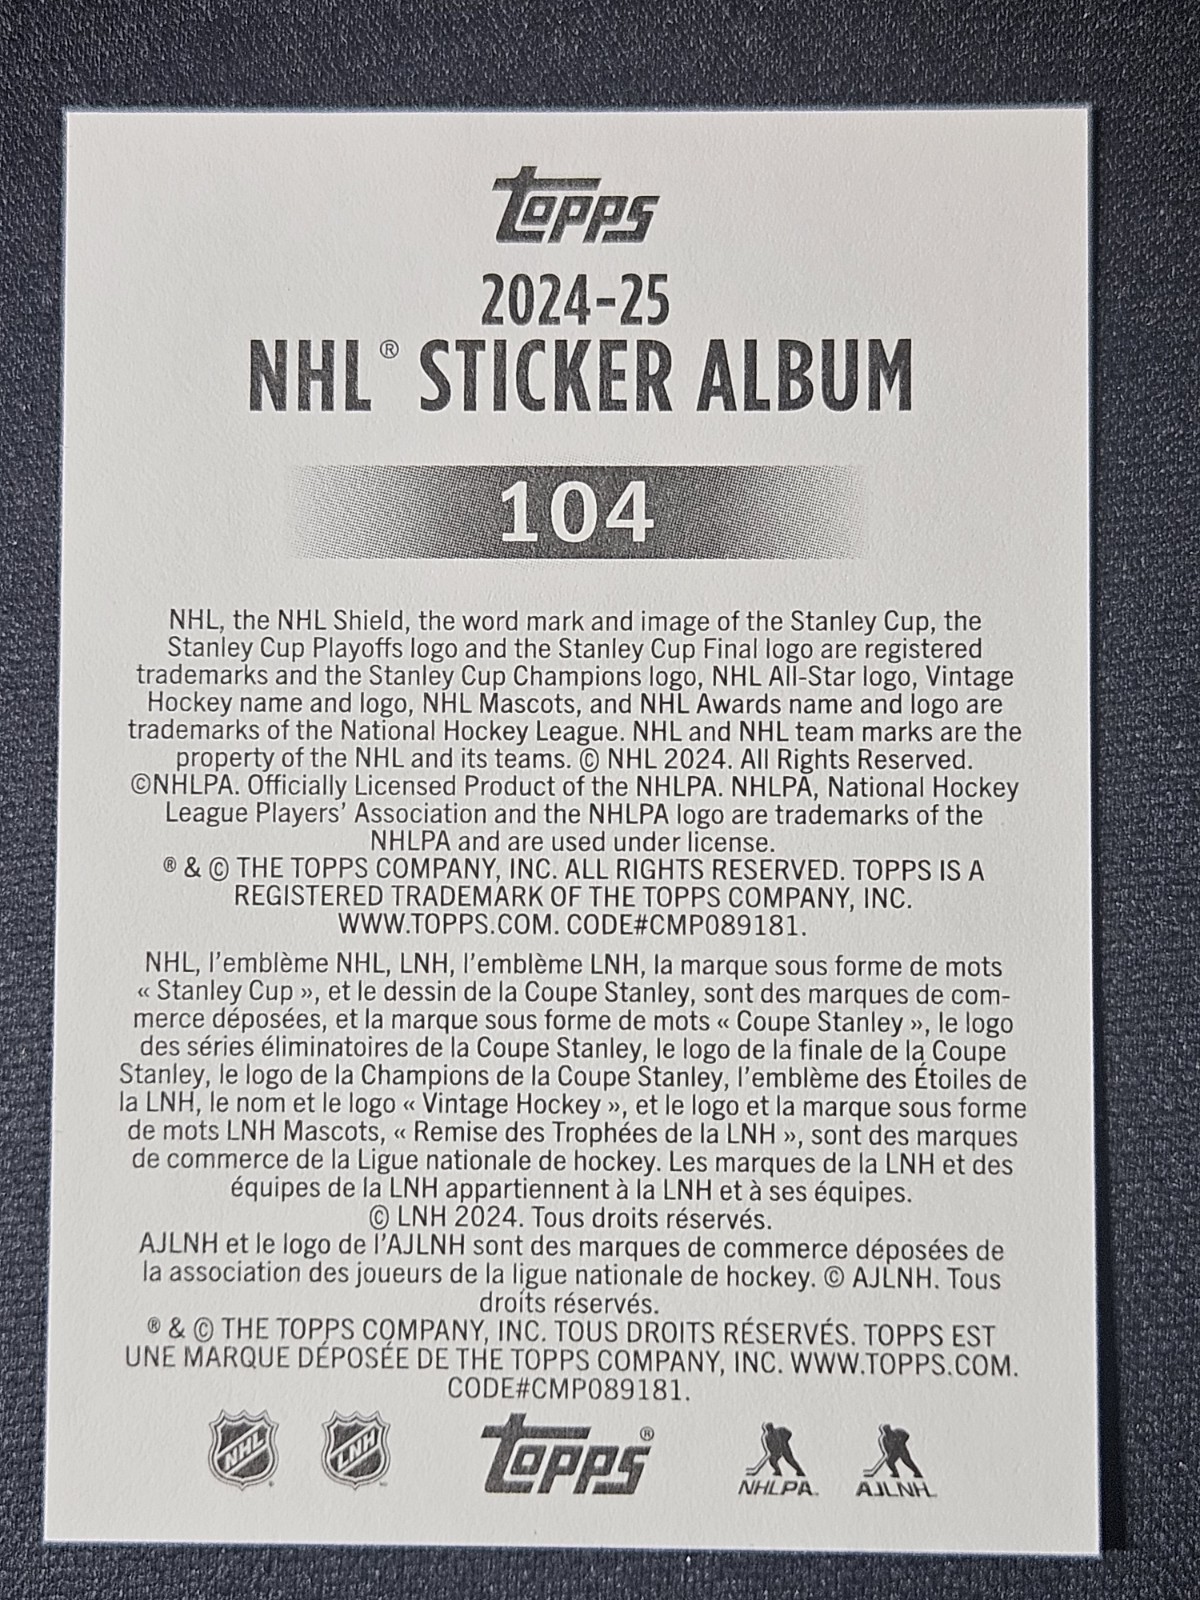 Topps
2024-25
NHL® STICKER ALBUM
104
NHL, the NHL Shield, the word mark and image of the Stanley Cup, the
Stanley Cup Playoffs logo and the Stanley Cup Final logo are registered
trademarks and the Stanley Cup Champions logo, NHL All-Star logo, Vintage
Hockey name and logo, NHL Mascots, and NHL Awards name and logo are
trademarks of the National Hockey League. NHL and NHL team marks are the
property of the NHL and its teams. © NHL 2024. All Rights Reserved.
©NHLPA. Officially Licensed Product of the NHLPA. NHLPA, National Hockey
League Players' Association and the NHLPA logo are trademarks of the
NHLPA and are used under license.
® & © THE TOPPS COMPANY, INC. ALL RIGHTS RESERVED. TOPPS IS A
REGISTERED TRADEMARK OF THE TOPPS COMPANY, INC.
WWW.TOPPS.COM. CODE#CMP089181.
NHL, l'emblème NHL, LNH, l'emblème LNH, la marque sous forme de mots
« Stanley Cup », et le dessin de la Coupe Stanley, sont des marques de com-
merce déposées, et la marque sous forme de mots « Coupe Stanley », le logo
des séries éliminatoires de la Coupe Stanley, le logo de la finale de la Coupe
Stanley, le logo de la Champions de la Coupe Stanley, l'emblème des Étoiles de
la LNH, le nom et le logo « Vintage Hockey », et le logo et la marque sous forme
de mots LNH Mascots, « Remise des Trophées de la LNH », sont des marques
de commerce de la Ligue nationale de hockey. Les marques de la LNH et des
équipes de la LNH appartiennent à la LNH et à ses équipes.
© LNH 2024. Tous droits réservés.
AJLNH et le logo de l'AJLNH sont des marques de commerce déposées de
la association des joueurs de la ligue nationale de hockey. © AJLNH. Tous
droits réservés.
® & © THE TOPPS COMPANY, INC. TOUS DROITS RÉSERVÉS. TOPPS EST
UNE MARQUE DÉPOSÉE DE THE TOPPS COMPANY, INC. WWW.TOPPS.COM.
CODE#CMP089181.
NHL LNH Topps® NHLPA AJLNH